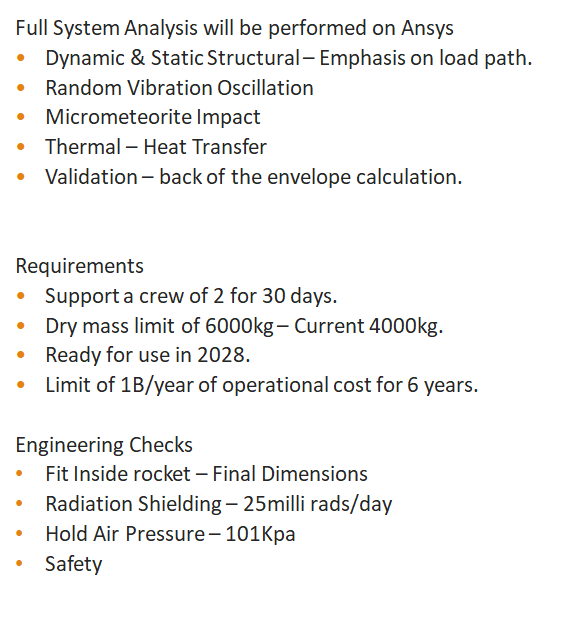 Full System Analysis will be performed on Ansys
• Dynamic & Static Structural – Emphasis on load path.
• Random Vibration Oscillation
• Micrometeorite Impact
• Thermal – Heat Transfer
• Validation – back of the envelope calculation.
Requirements
• Support a crew of 2 for 30 days.
• Dry mass limit of 6000kg – Current 4000kg.
• Ready for use in 2028.
• Limit of 1B/year of operational cost for 6 years.
Engineering Checks
• Fit Inside rocket – Final Dimensions
• Radiation Shielding – 25milli rads/day
• Hold Air Pressure – 101Kpa
• Safety